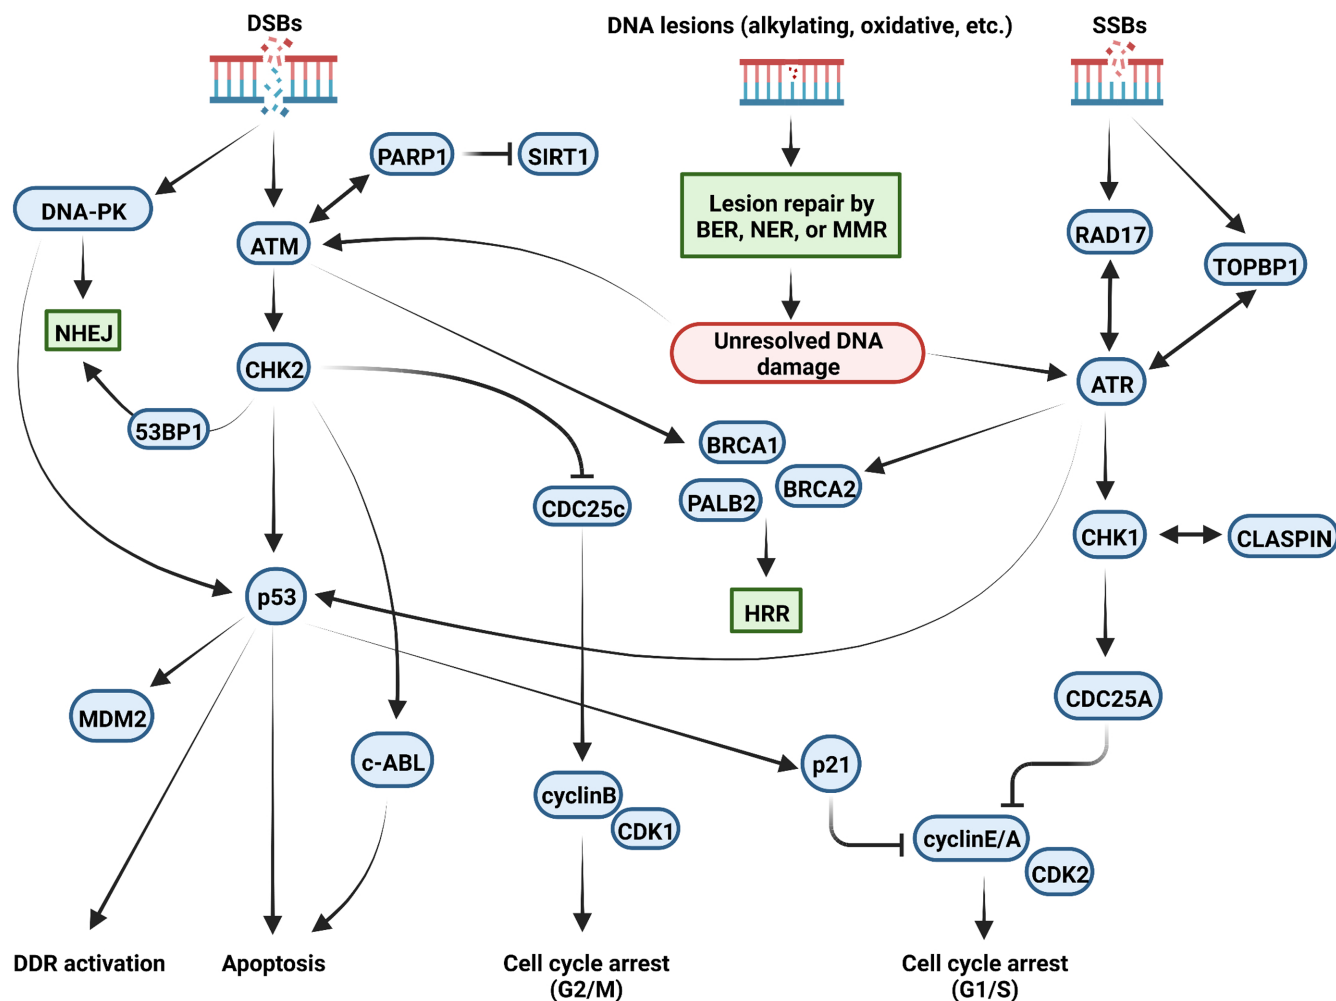 DSBs
DNA lesions (alkylating, oxidative, etc.)
SSBs
PARP1
SIRT1
DNA-PK
ATM
Lesion repair by
BER, NER, or MMR
RAD17
TOPBP1
NHEJ
CHK2
Unresolved DNA
damage
ATR
53BP1
BRCA1
BRCA2
PALB2
CDC25c
CHK1
CLASPIN
p53
HRR
MDM2
CDC25A
c-ABL
p21
cyclinB
CDK1
cyclinE/A
CDK2
DDR activation
Apoptosis
Cell cycle arrest
(G2/M)
Cell cycle arrest
(G1/S)